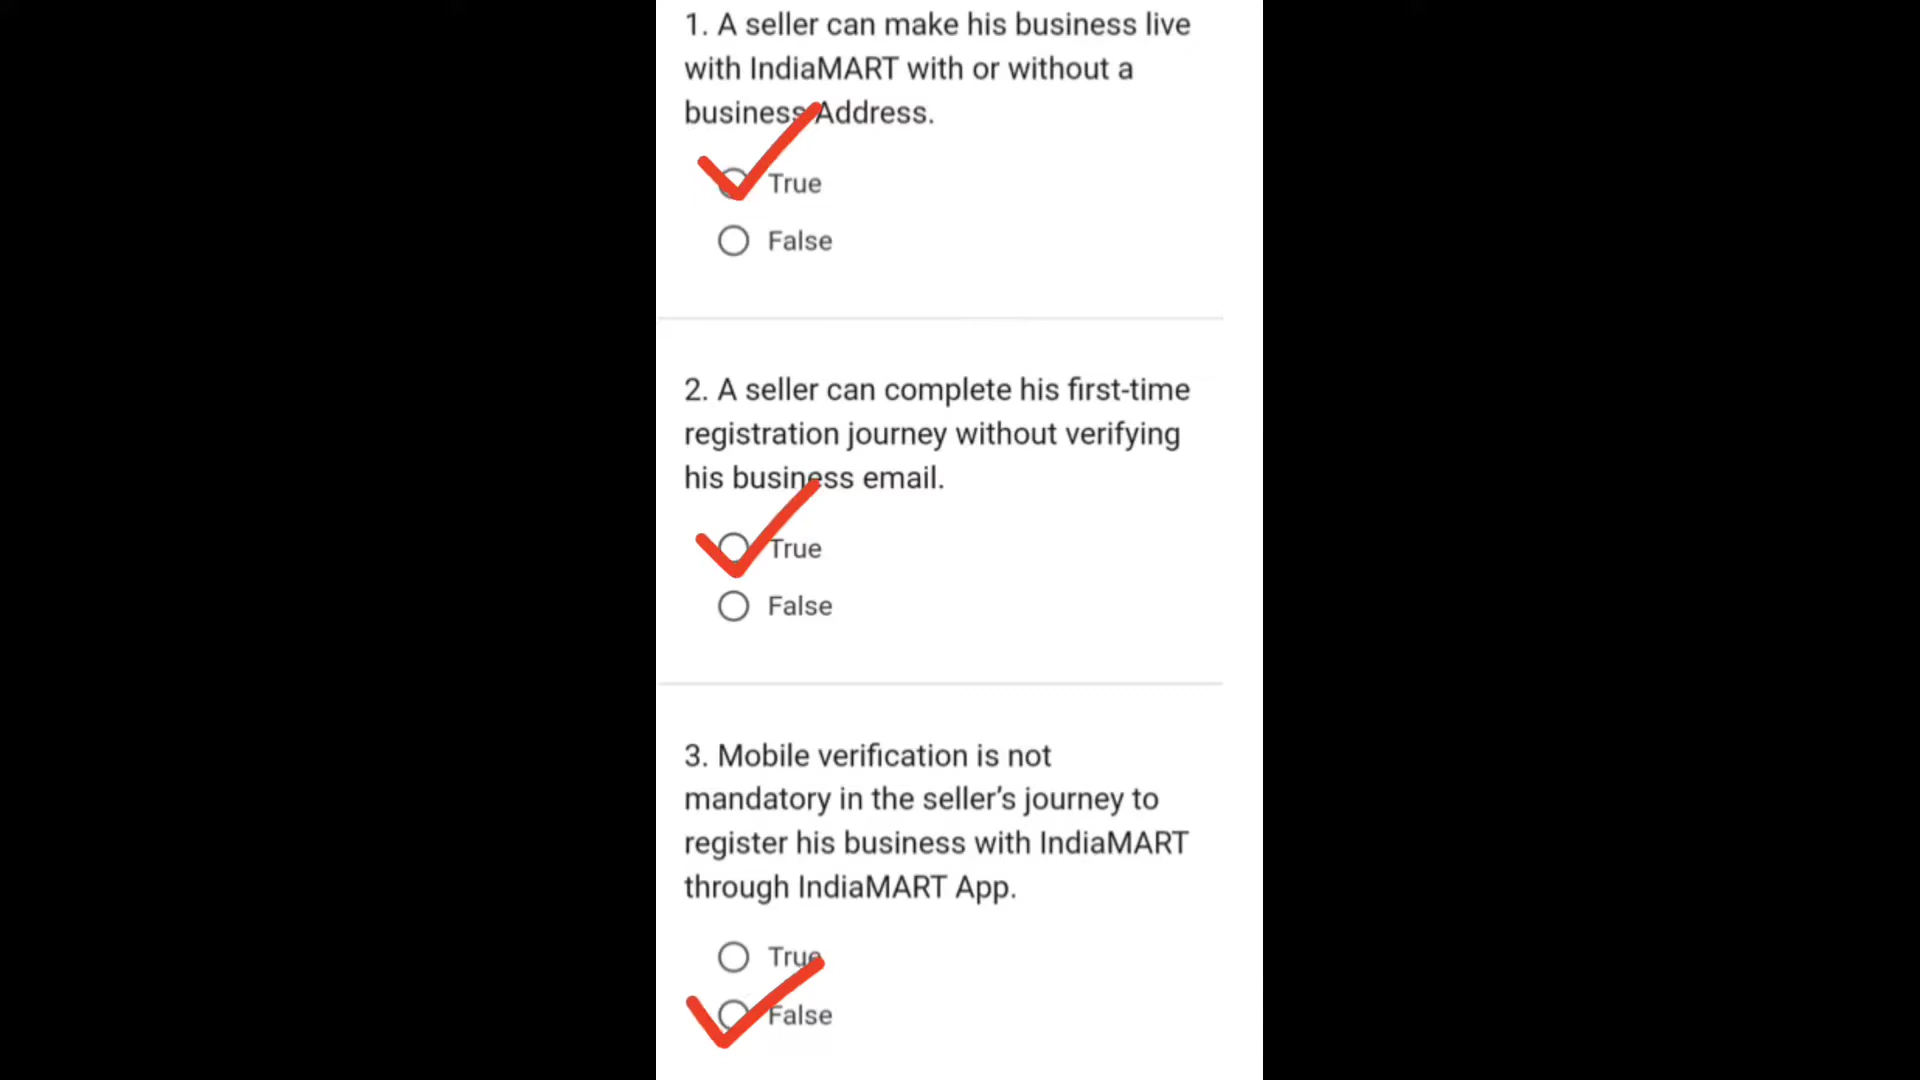 1. A seller can make his business live
with IndiaMART with or without a
business Address.
True
False
2. A seller can complete his first-time
registration journey without verifying
his business email.
True
False
3. Mobile verification is not
mandatory in the seller’s journey to
register his business with IndiaMART
through IndiaMART App.
True
False